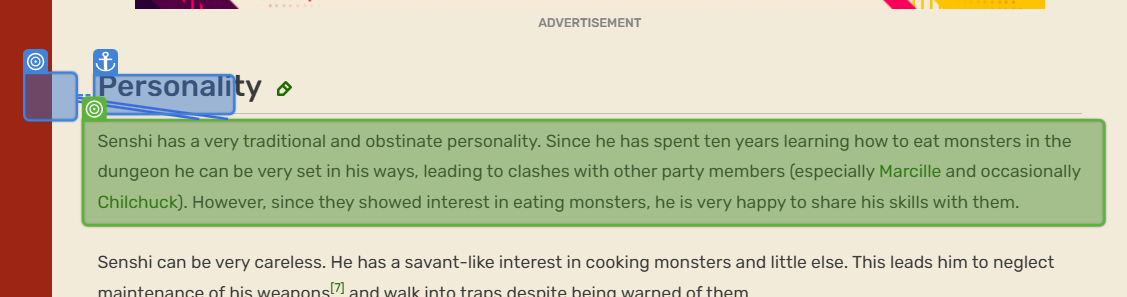 ADVERTISEMENT
Personality
Senshi has a very traditional and obstinate personality. Since he has spent ten years learning how to eat monsters in the
dungeon he can be very set in his ways, leading to clashes with other party members (especially Marcille and occasionally
Chilchuck). However, since they showed interest in eating monsters, he is very happy to share his skills with them.
Senshi can be very careless. He has a savant-like interest in cooking monsters and little else. This leads him to neglect
maintenance of his weapons[7] and walk into traps despite being warned of them.